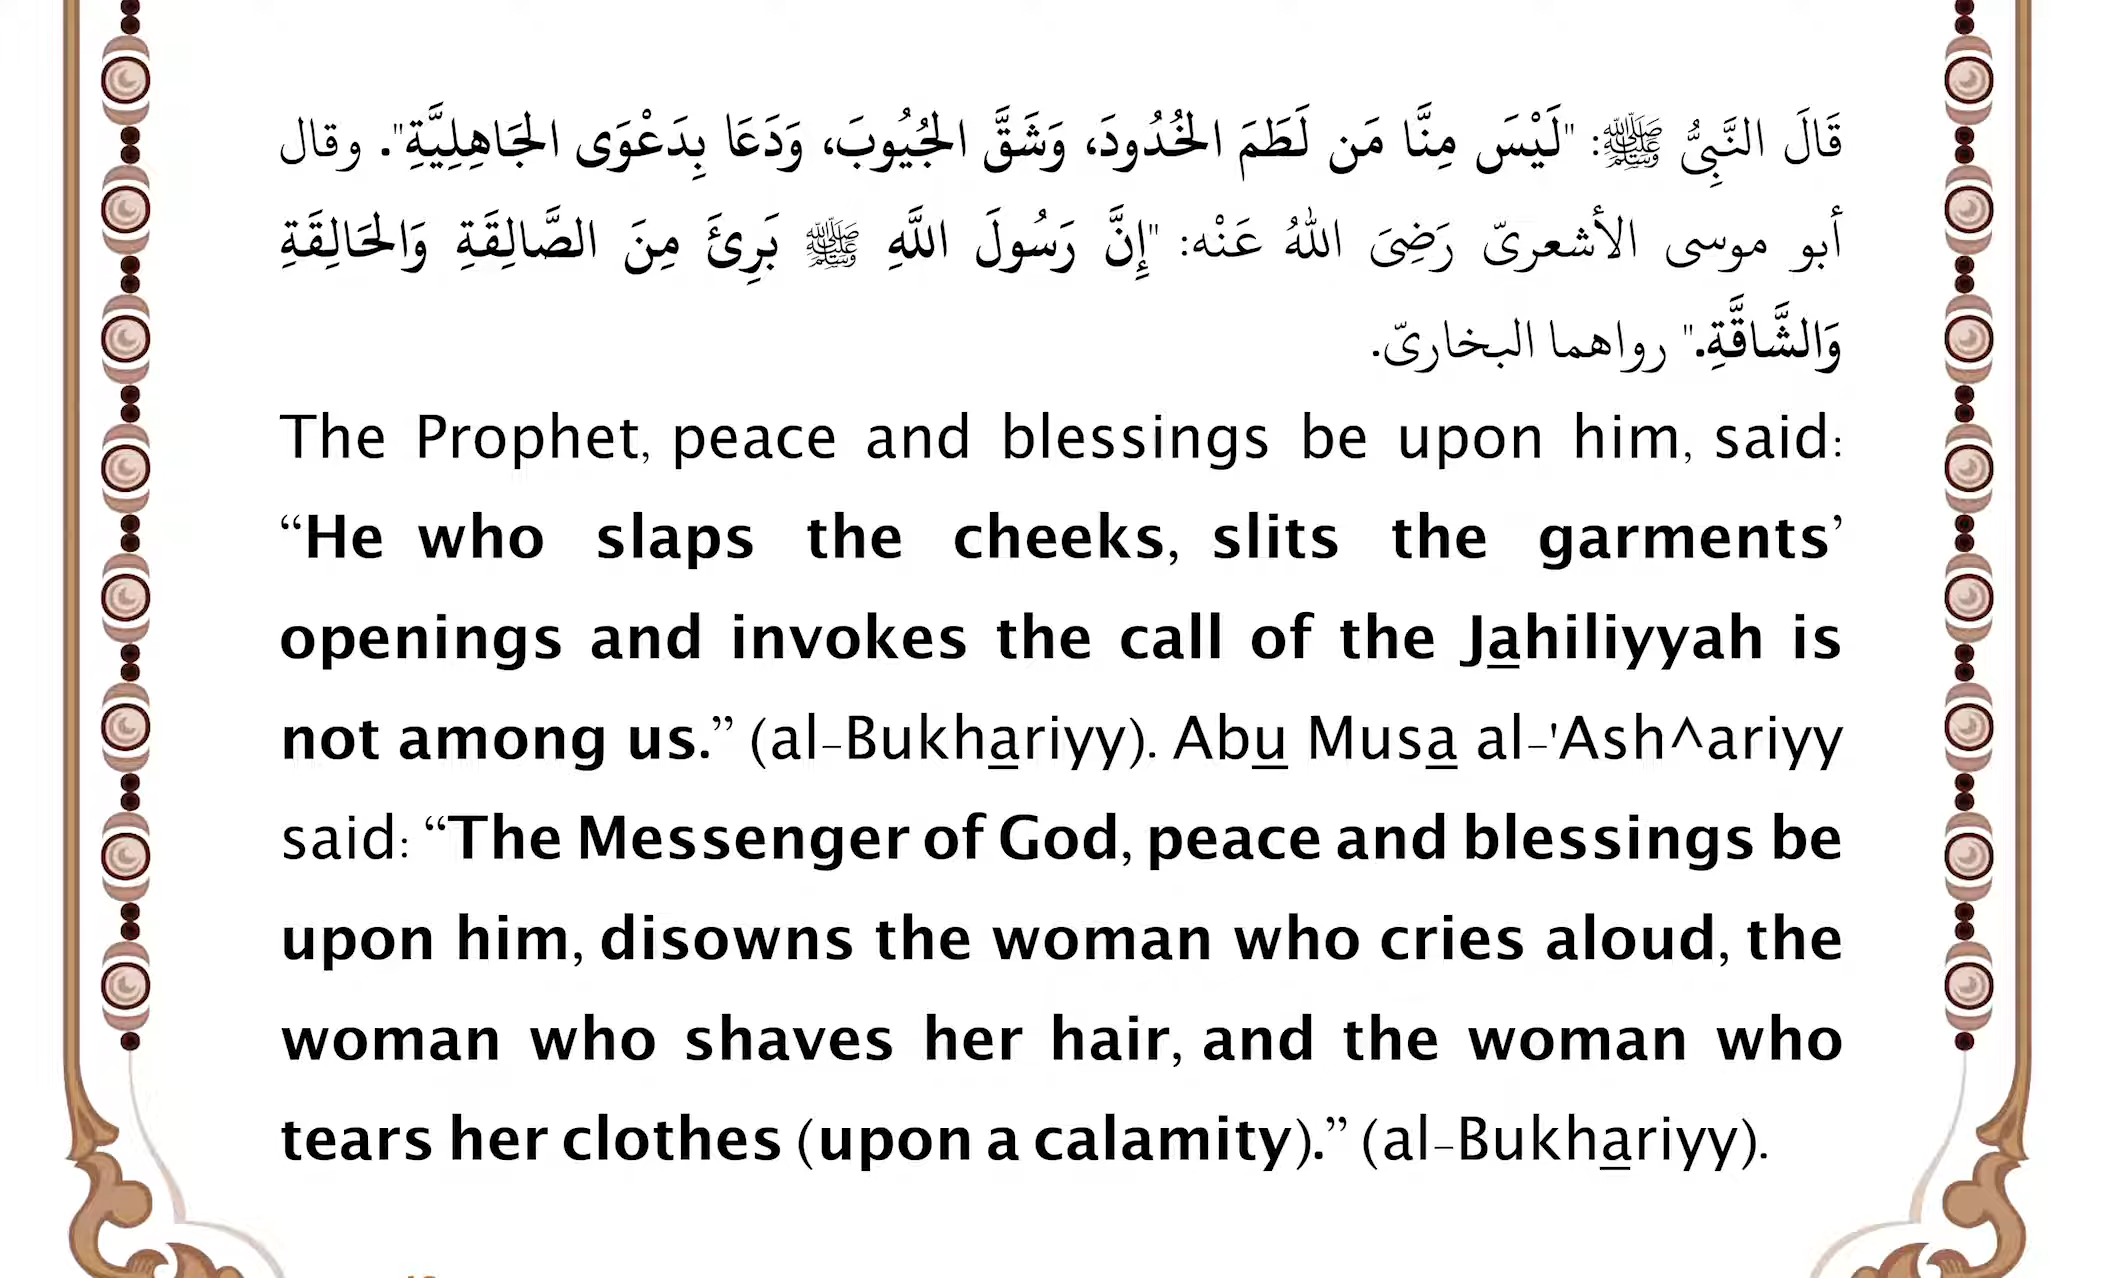 قَالَ النَّبِىُّ ﷺ: "لَيْسَ مِنَّا مَن لَطَمَ الخُدُودَ، وَشَقَّ الجُيُوبَ، وَدَعَا بِدَعْوَى الجَاهِلِيَّةِ". وقال
أبو موسى الأشعرىّ رَضِىَ اللهُ عَنْه: "إِنَّ رَسُولَ اللَّهِ ﷺ بَرِئَ مِنَ الصَّالِقَةِ وَالحَالِقَةِ
وَالشَّاقَّةِ." رواهما البخارىّ.
The Prophet, peace and blessings be upon him, said:
“He who slaps the cheeks, slits the garments’
openings and invokes the call of the Jahiliyyah is
not among us.” (al-Bukhariyy). Abu Musa al-'Ash^ariyy
said: “The Messenger of God, peace and blessings be
upon him, disowns the woman who cries aloud, the
woman who shaves her hair, and the woman who
tears her clothes (upon a calamity).” (al-Bukhariyy).